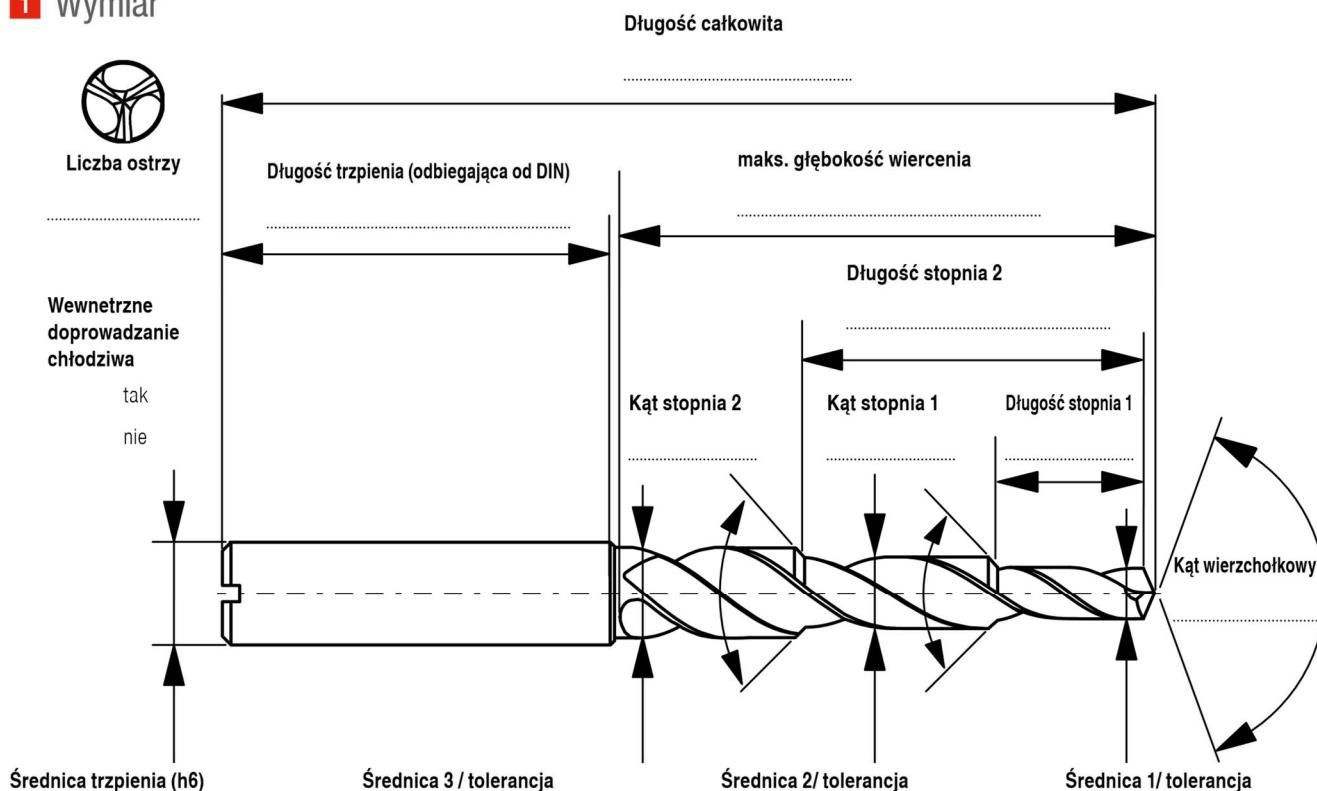 1 Wymiar
Długość całkowita
Liczba ostrzy
Długość trzpienia (odbiegająca od DIN)
maks. głębokość wiercenia
Długość stopnia 2
Wewnetrzne
doprowadzanie
chłodziwa
tak
nie
Kąt stopnia 2
Kąt stopnia 1
Długość stopnia 1
Kąt wierzchołkowy
Średnica trzpienia (h6)
Średnica 3 / tolerancja
Średnica 2/ tolerancja
Średnica 1/ tolerancja